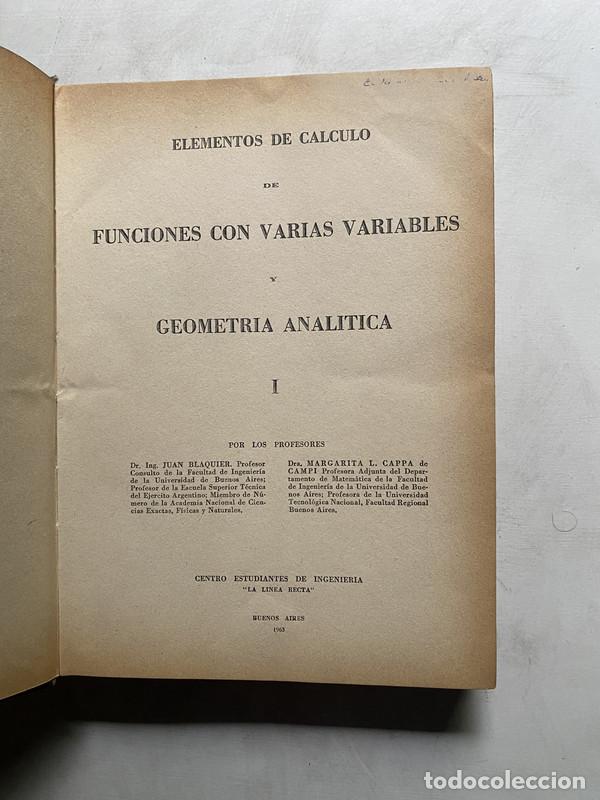 ELEMENTOS DE CALCULO
DE
FUNCIONES CON VARIAS VARIABLES
Y
GEOMETRIA ANALITICA
I
POR LOS PROFESORES
Dr. Ing. JUAN BLAQUIER. Profesor
Consulto de la Facultad de Ingeniería
de la Universidad de Buenos Aires;
Profesor de la Escuela Superior Técnica
del Ejercito Argentino; Miembro de Nú-
mero de la Academia Nacional de Cien-
cias Exactas, Físicas y Naturales.
Dra. MARGARITA L. CAPPA de
CAMPI Profesora Adjunta del Depar-
tamento de Matemática de la Facultad
de Ingeniería de la Universidad de Bue-
nos Aires; Profesora de la Universidad
Tecnológica Nacional, Facultad Regional
Buenos Aires.
CENTRO ESTUDIANTES DE INGENIERIA
"LA LINEA RECTA"
BUENOS AIRES
1963
todocoleccion
todocoleccion.net